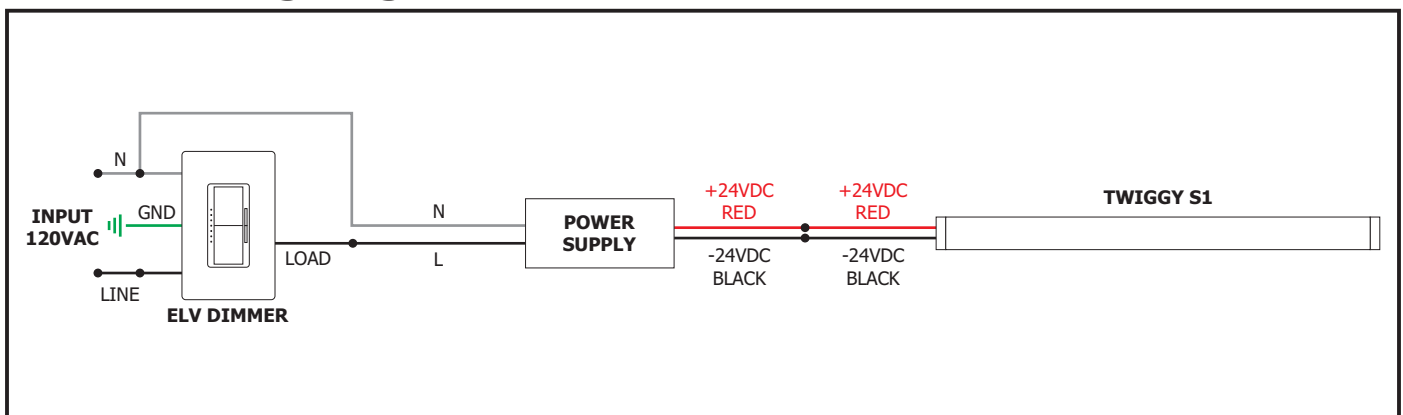 N
INPUT
120VAC
GND
LINE
ELV DIMMER
LOAD
N
L
POWER
SUPPLY
+24VDC
RED
-24VDC
BLACK
+24VDC
RED
-24VDC
BLACK
TWIGGY S1